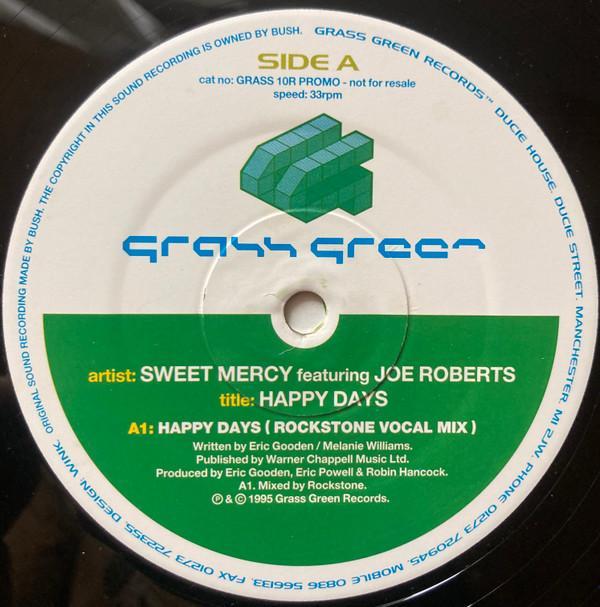 SIDE A
cat no: GRASS 10R PROMO - not for resale
speed: 33rpm
grass green
artist: SWEET MERCY featuring JOE ROBERTS
title: HAPPY DAYS
A1: HAPPY DAYS ( ROCKSTONE VOCAL MIX )
Written by Eric Gooden / Melanie Williams.
Published by Warner Chappell Music Ltd.
Produced by Eric Gooden, Eric Powell & Robin Hancock.
A1. Mixed by Rockstone.
℗ & © 1995 Grass Green Records.
GRASS GREEN RECORDS™ DUCIE HOUSE. DUCIE STREET. MANCHESTER. M1 2JW. PHONE 01273 720945. MOBILE 0836 566133. FAX 01273 722355. DESIGN: WINK. ORIGINAL SOUND RECORDING MADE BY BUSH. THE COPYRIGHT IN THIS SOUND RECORDING IS OWNED BY BUSH.